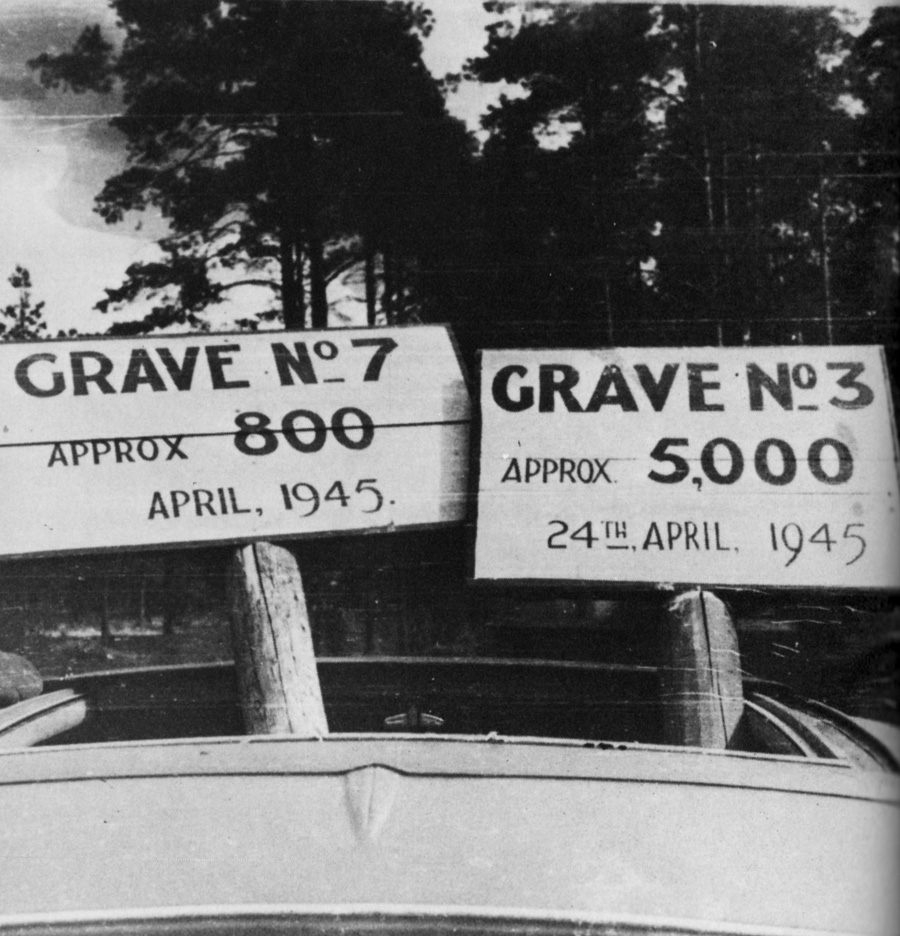 GRAVE Nº 7
APPROX 800
APRIL, 1945.
GRAVE Nº 3
APPROX. 5,000
24TH, APRIL, 1945